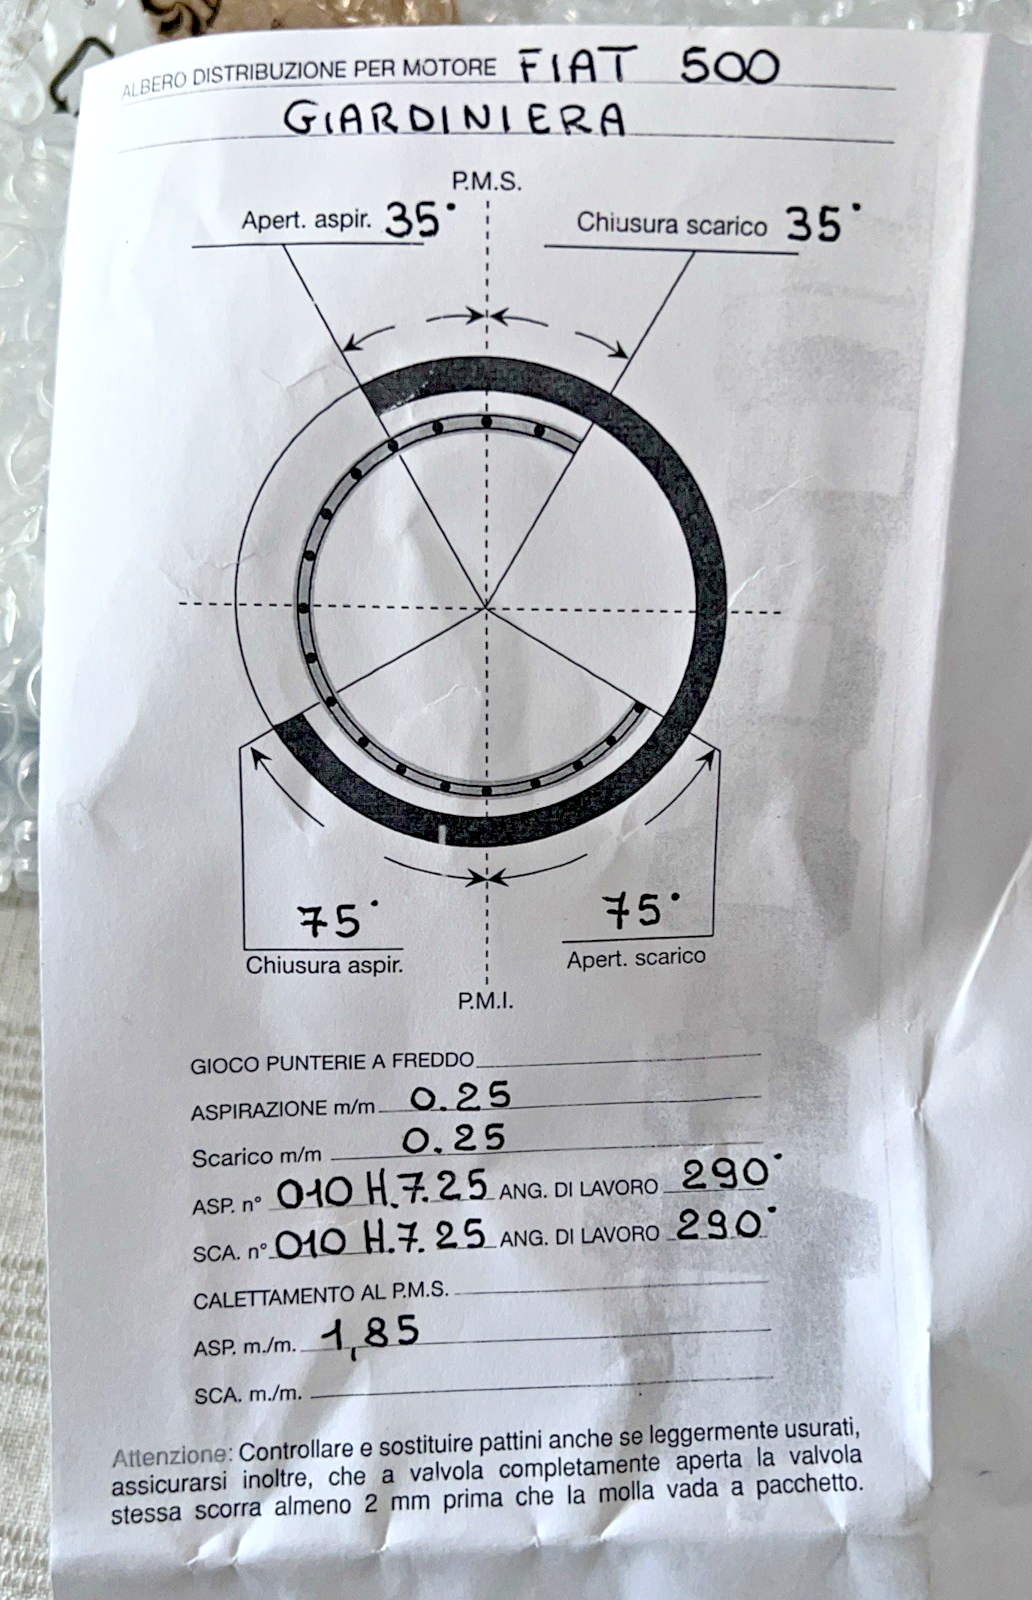 ALBERO DISTRIBUZIONE PER MOTORE FIAT 500
GIARDINIERA
P.M.S.
Apert. aspir. 35°
Chiusura scarico 35°
75°
75°
Chiusura aspir.
Apert. scarico
P.M.I.
GIOCO PUNTERIE A FREDDO
ASPIRAZIONE m/m 0.25
Scarico m/m 0.25
ASP. n° 010 H.7.25 ANG. DI LAVORO 290°
SCA. n° 010 H.7.25 ANG. DI LAVORO 290°
CALETTAMENTO AL P.M.S.
ASP. m./m. 1,85
SCA. m./m.
Attenzione: Controllare e sostituire pattini anche se leggermente usurati,
assicurarsi inoltre, che a valvola completamente aperta la valvola
stessa scorra almeno 2 mm prima che la molla vada a pacchetto.